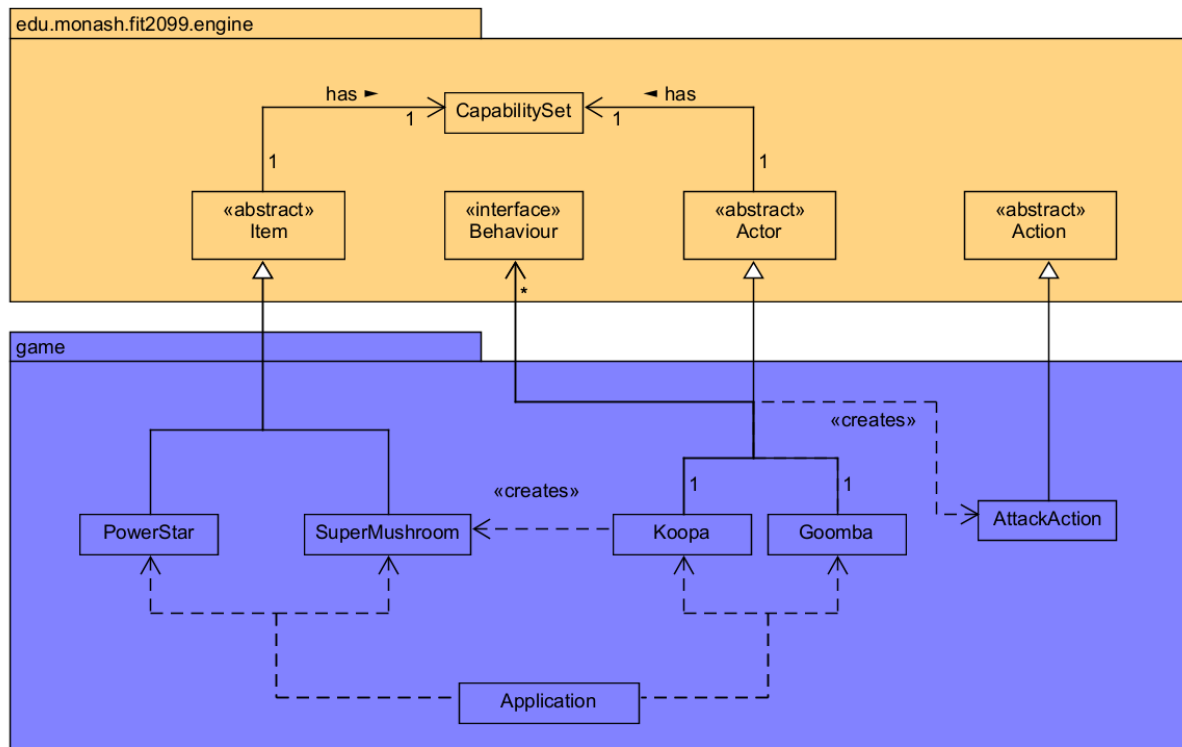 edu.monash.fit2099.engine
has ► ◄ has
CapabilitySet
1 1
1 1
«abstract»
Item
«interface»
Behaviour
«abstract»
Actor
«abstract»
Action
*
game
«creates»
«creates»
1 1
PowerStar
SuperMushroom
Koopa
Goomba
AttackAction
Application